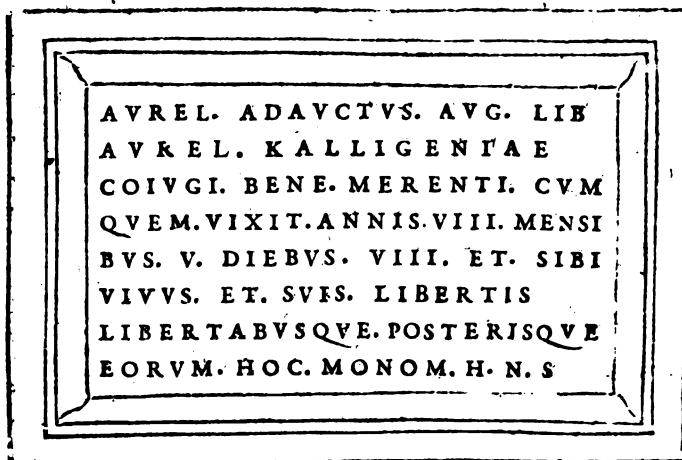 AVREL. ADAVCTVS. AVG. LIB
AVREL. KALLIGENIAE
COIVGI. BENE. MERENTI. CVM
QVEM. VIXIT. ANNIS. VIII. MENSI
BVS. V. DIEBVS. VIII. ET. SIBI
VIVVS. ET. SVIS. LIBERTIS
LIBERTABVSQVE. POSTERISQVE
EORVM. HOC. MONOM. H. N. S